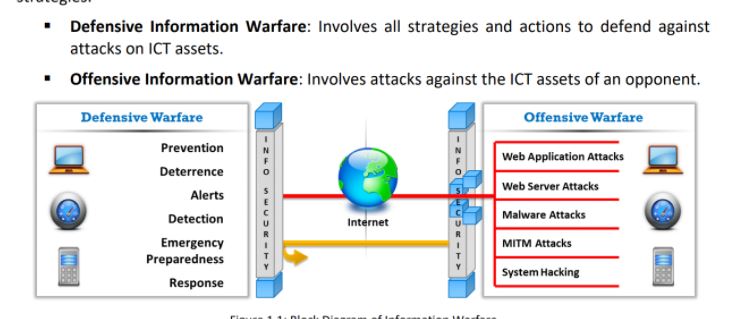 strategies.
▪ Defensive Information Warfare: Involves all strategies and actions to defend against
attacks on ICT assets.
▪ Offensive Information Warfare: Involves attacks against the ICT assets of an opponent.
Defensive Warfare
Prevention
Deterrence
Alerts
Detection
Emergency
Preparedness
Response
INFO SECURITY
Internet
INFO SECURITY
Offensive Warfare
Web Application Attacks
Web Server Attacks
Malware Attacks
MITM Attacks
System Hacking
Figure 1.1: Block Diagram of Information Warfare